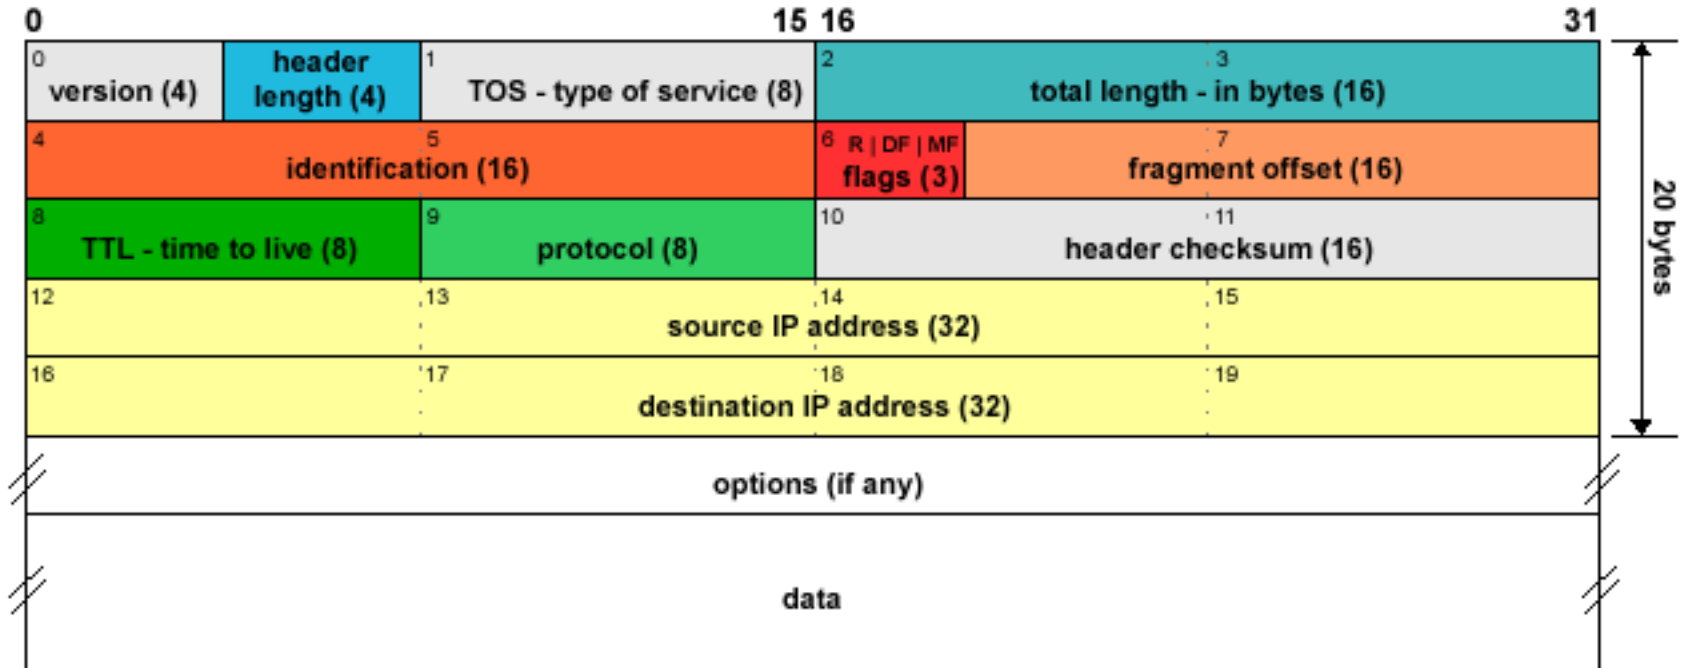 0 15 16 31
0 header 1 2 3
version (4) length (4) TOS - type of service (8) total length - in bytes (16)
4 5 6 R | DF | MF 7
identification (16) flags (3) fragment offset (16)
8 9 10 11
TTL - time to live (8) protocol (8) header checksum (16)
12 13 14 15
source IP address (32)
16 17 18 19
destination IP address (32)
20 bytes
options (if any)
data